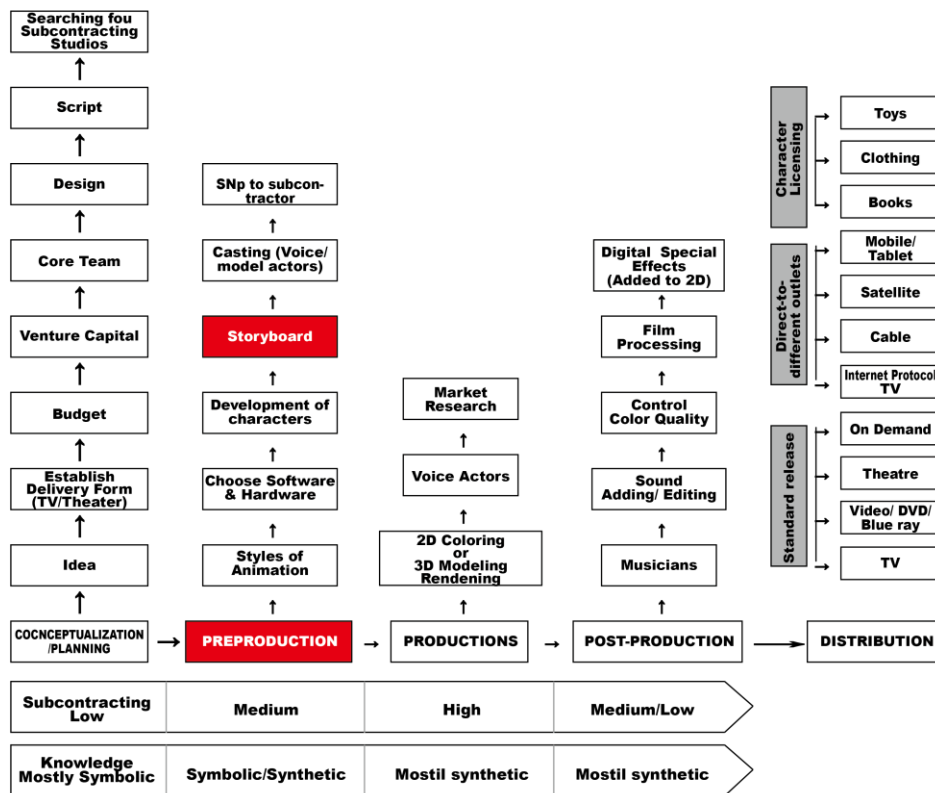 Searching fou
Subcontracting
Studios
Script
Design
Core Team
Venture Capital
Budget
Establish
Delivery Form
(TV/Theater)
Idea
COCNCEPTUALIZATION
/PLANNING
SNp to subcon-
tractor
Casting (Voice/
model actors)
Storyboard
Development of
characters
Choose Software
& Hardware
Styles of
Animation
PREPRODUCTION
Market
Research
Voice Actors
2D Coloring
or
3D Modeling
Rendening
PRODUCTIONS
Digital Special
Effects
(Added to 2D)
Film
Processing
Control
Color Quality
Sound
Adding/ Editing
Musicians
POST-PRODUCTION
Character
Licensing
Toys
Clothing
Books
Direct-to-
different outlets
Mobile/
Tablet
Satellite
Cable
Internet Protocol
TV
Standard release
On Demand
Theatre
Video/ DVD/
Blue ray
TV
DISTRIBUTION
Subcontracting
Low
Medium
High
Medium/Low
Knowledge
Mostly Symbolic
Symbolic/Synthetic
Mostil synthetic
Mostil synthetic